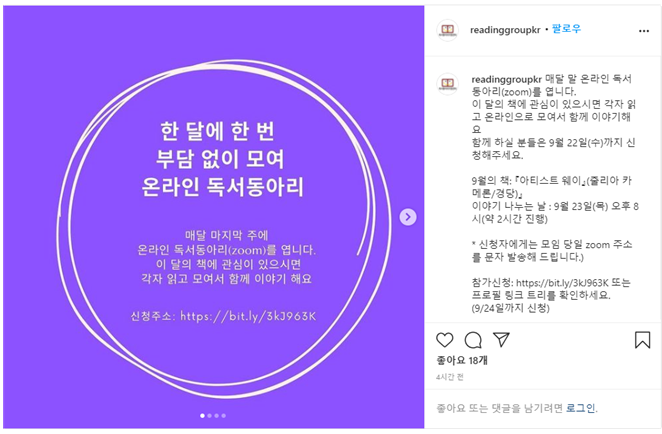 한 달에 한 번
부담 없이 모여
온라인 독서동아리
매달 마지막 주에
온라인 독서동아리(zoom)를 엽니다.
이 달의 책에 관심이 있으시면
각자 읽고 모여서 함께 이야기 해요
신청주소: https://bit.ly/3kJ963K
readinggroupkr • 팔로우
readinggroupkr 매달 말 온라인 독서
동아리(zoom)를 엽니다.
이 달의 책에 관심이 있으시면 각자 읽
고 온라인으로 모여서 함께 이야기해
요
함께 하실 분들은 9월 22일(수)까지 신
청해주세요.
9월의 책: 『아티스트 웨이』(줄리아 카
메론/경당)』
이야기 나누는 날 : 9월 23일(목) 오후 8
시(약 2시간 진행)
* 신청자에게는 모임 당일 zoom 주소
를 문자 발송해 드립니다.)
참가신청: https://bit.ly/3kJ963K 또는
프로필 링크 트리를 확인하세요.
(9/24일까지 신청)
좋아요 18개
4시간 전
좋아요 또는 댓글을 남기려면 로그인.